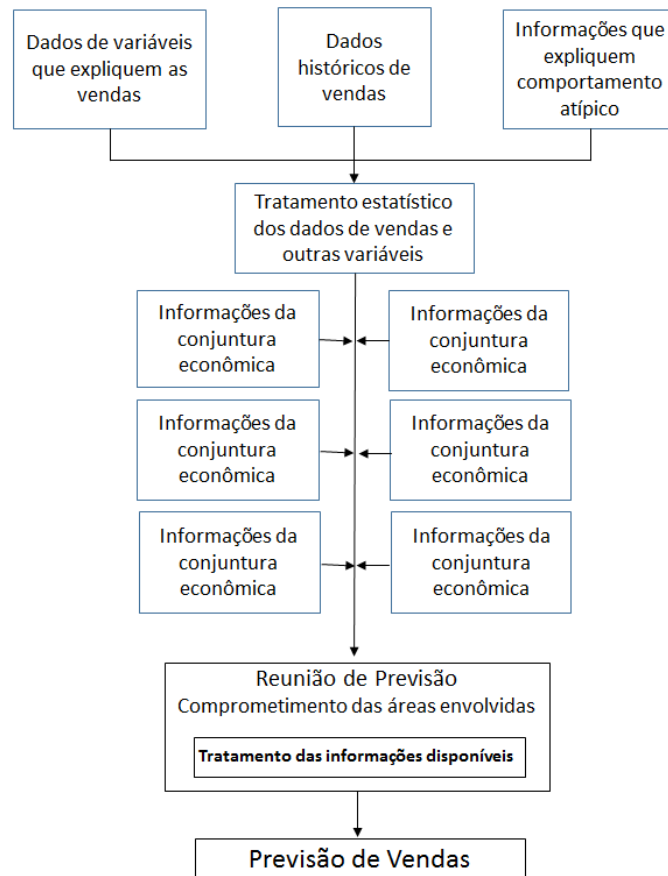 Dados de variáveis
que expliquem as
vendas
Dados
históricos de
vendas
Informações que
expliquem
comportamento
atípico
Tratamento estatístico
dos dados de vendas e
outras variáveis
Informações da
conjuntura
econômica
Informações da
conjuntura
econômica
Informações da
conjuntura
econômica
Informações da
conjuntura
econômica
Informações da
conjuntura
econômica
Informações da
conjuntura
econômica
Reunião de Previsão
Comprometimento das áreas envolvidas
Tratamento das informações disponíveis
Previsão de Vendas